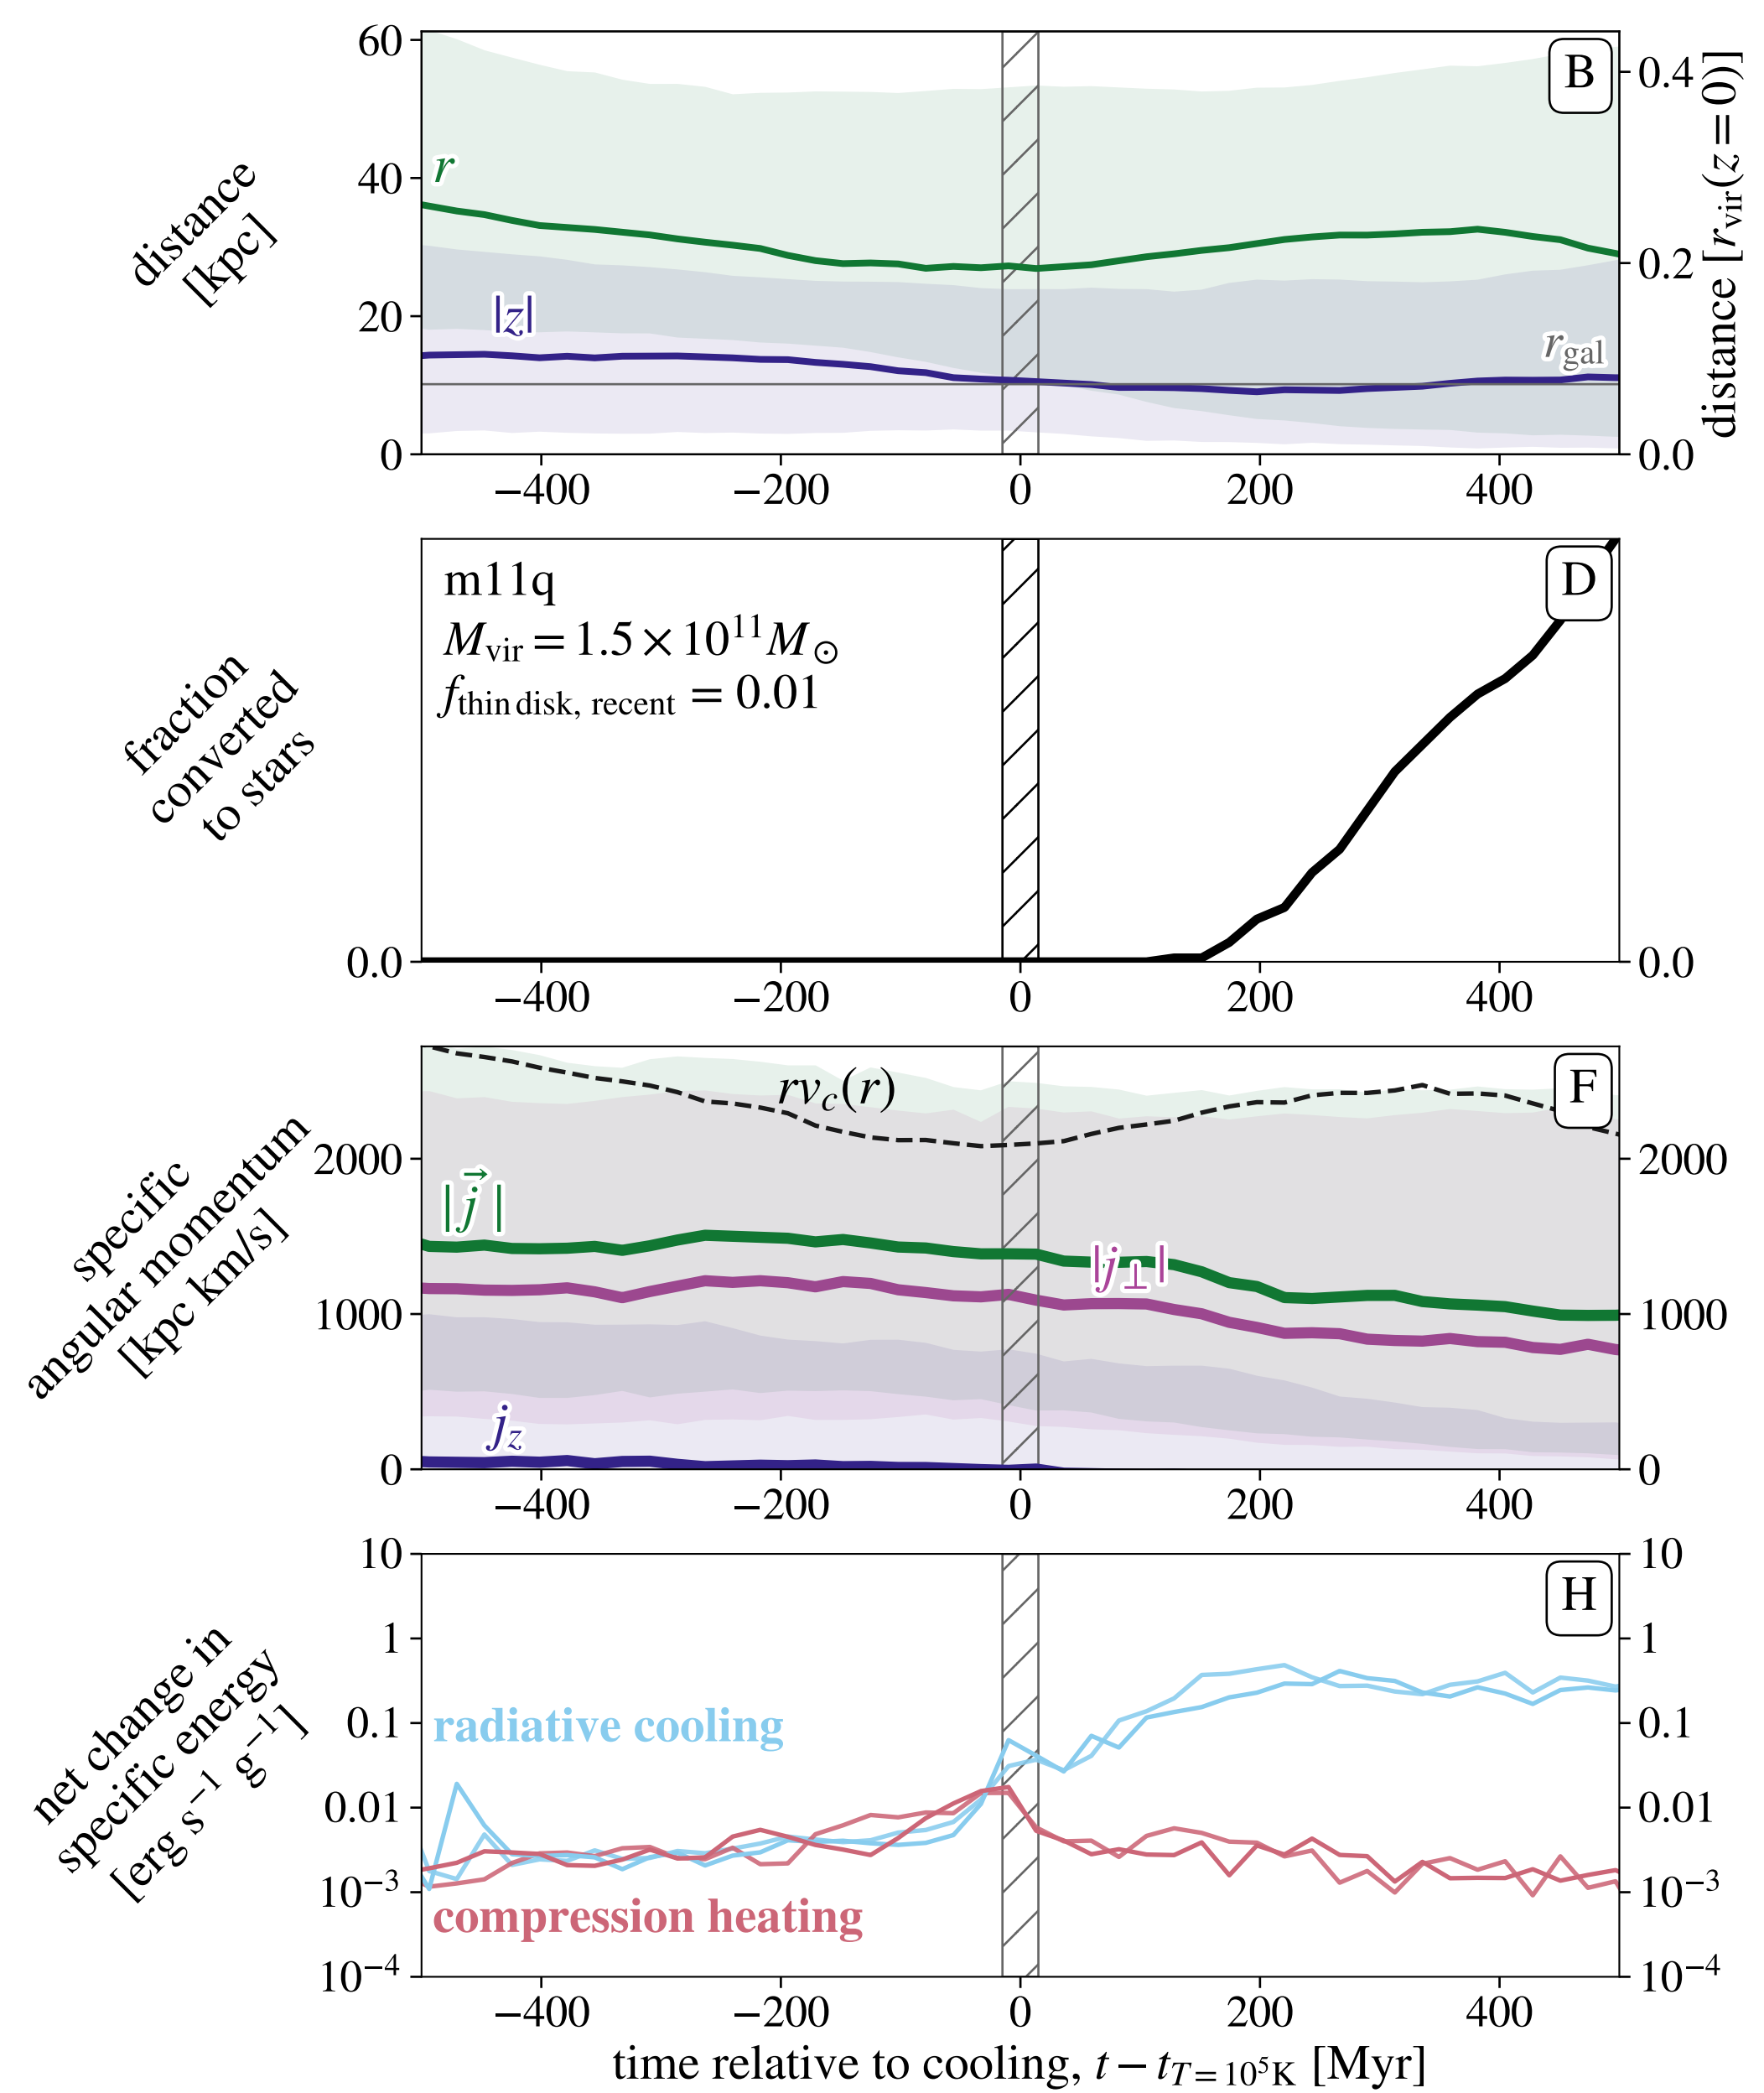 distance
[kpc]
60
40
20
0
r
|z|
r_gal
B
0.4
0.2
0.0
distance [r_vir(z=0)]
−400 −200 0 200 400
fraction
converted
to stars
m11q
M_vir = 1.5 × 10^11 M_⊙
f_thin disk, recent = 0.01
D
0.0 0.0
−400 −200 0 200 400
specific
angular momentum
[kpc km/s]
2000
1000
0
rv_c(r)
|j⃗|
|j_⊥|
j_z
F
2000
1000
0
−400 −200 0 200 400
net change in
specific energy
[erg s^−1 g^−1]
10
1
0.1
0.01
10^−3
10^−4
radiative cooling
compression heating
H
10
1
0.1
0.01
10^−3
10^−4
−400 −200 0 200 400
time relative to cooling, t − t_T=10^5K [Myr]